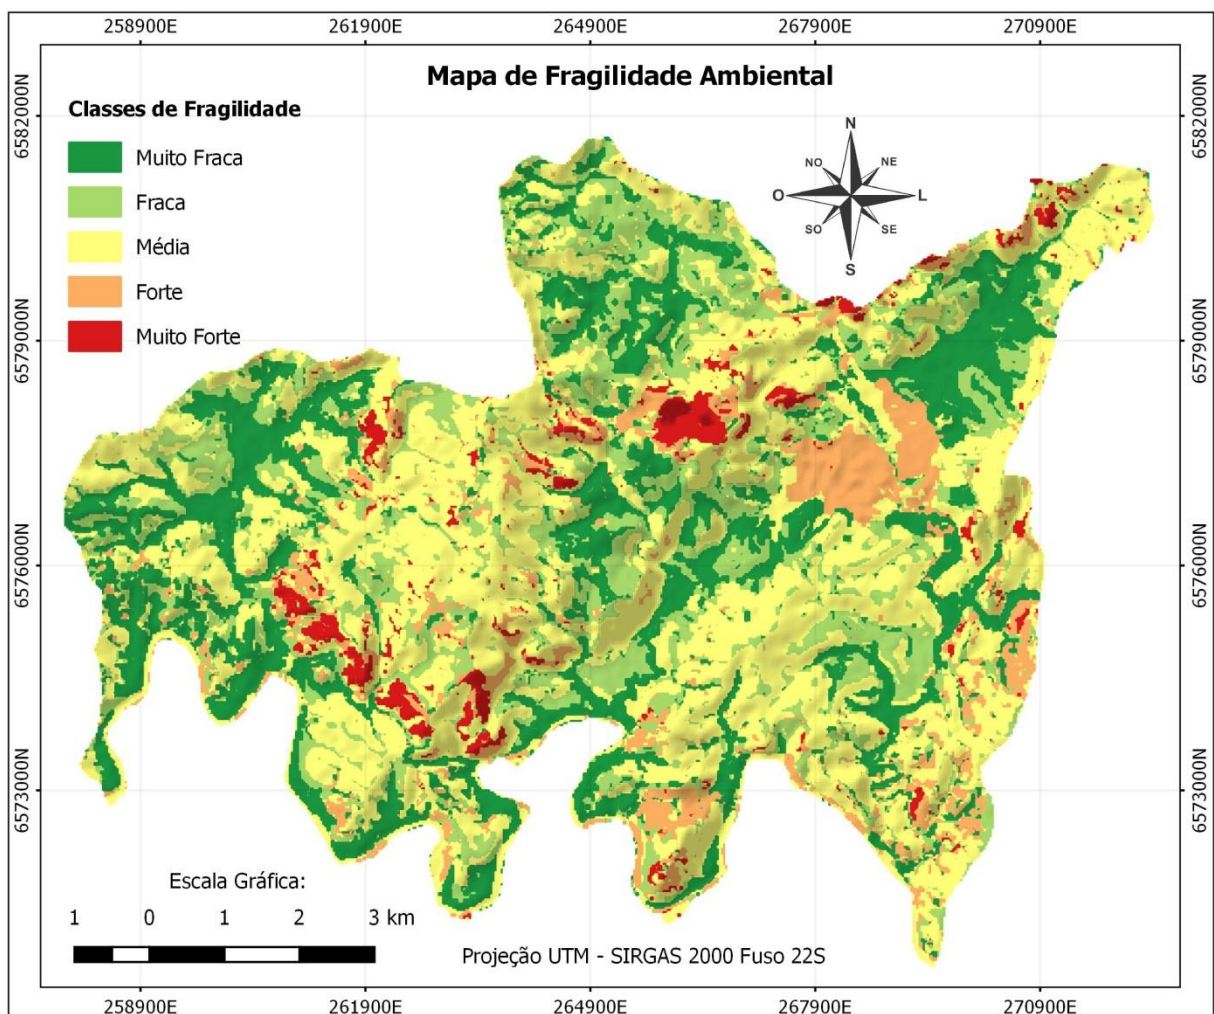 258900E 261900E 264900E 267900E 270900E
Mapa de Fragilidade Ambiental
Classes de Fragilidade
Muito Fraca
Fraca
Média
Forte
Muito Forte
N
NO NE
O L
SO SE
S
6582000N 6582000N
6579000N 6579000N
6576000N 6576000N
6573000N 6573000N
Escala Gráfica:
1 0 1 2 3 km
Projeção UTM - SIRGAS 2000 Fuso 22S
258900E 261900E 264900E 267900E 270900E